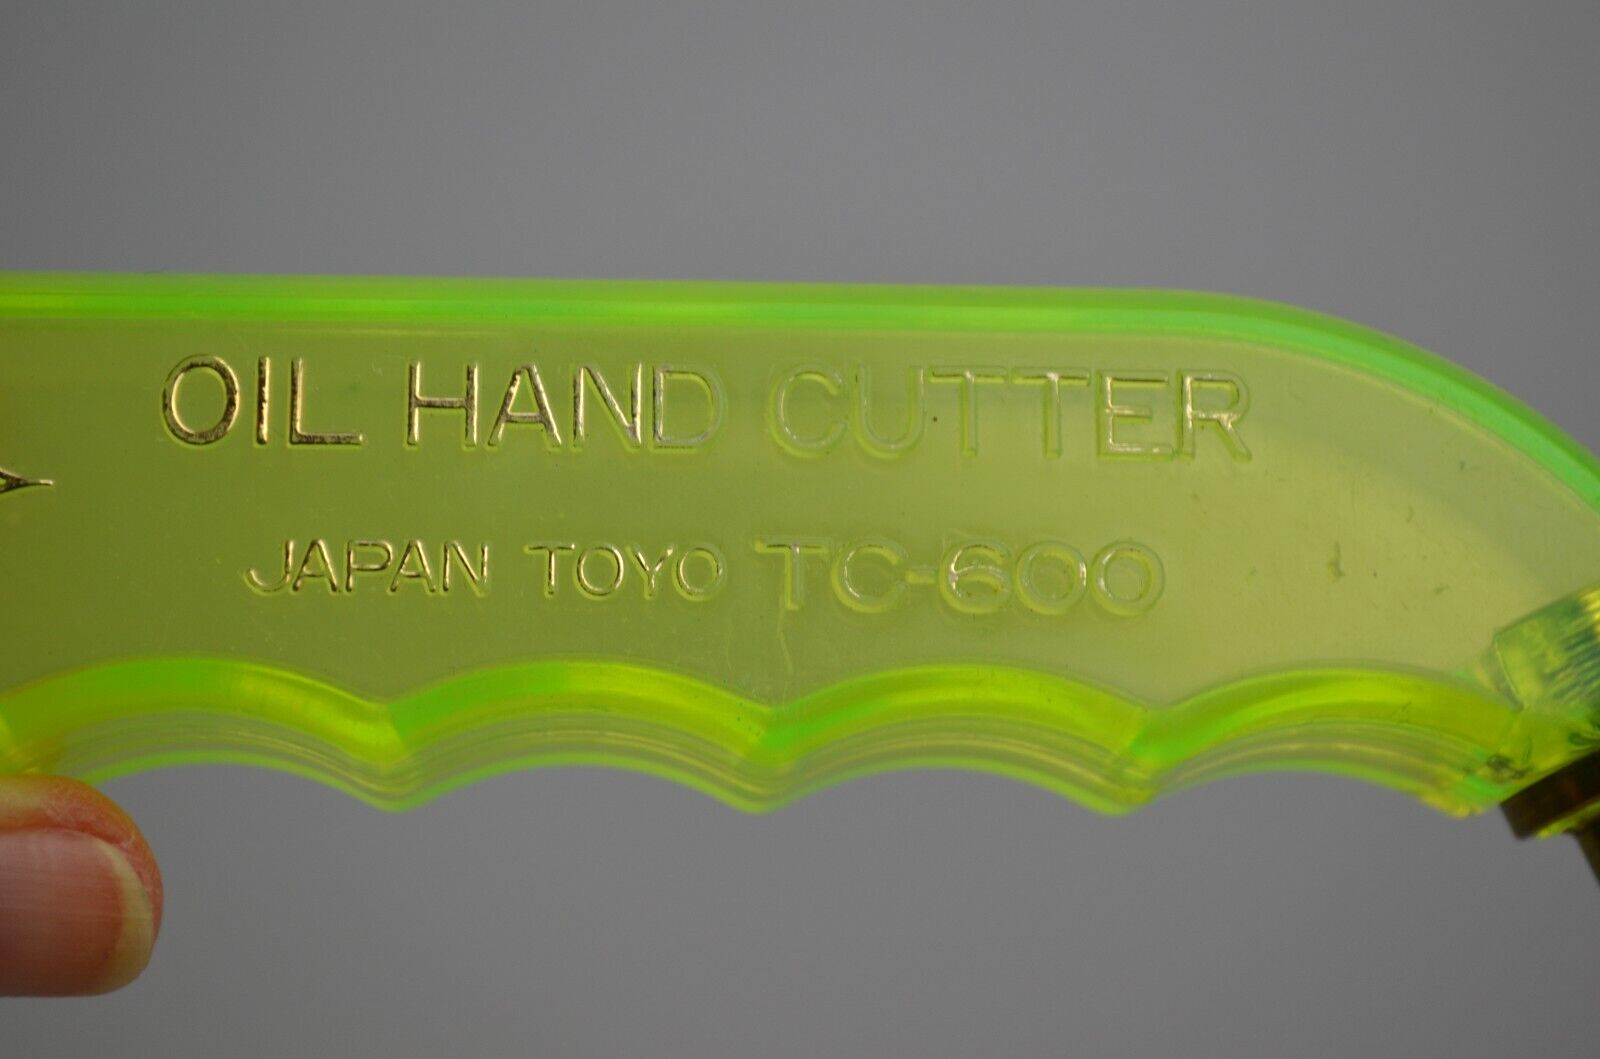 OIL HAND CUTTER
JAPAN TOYO TC-600